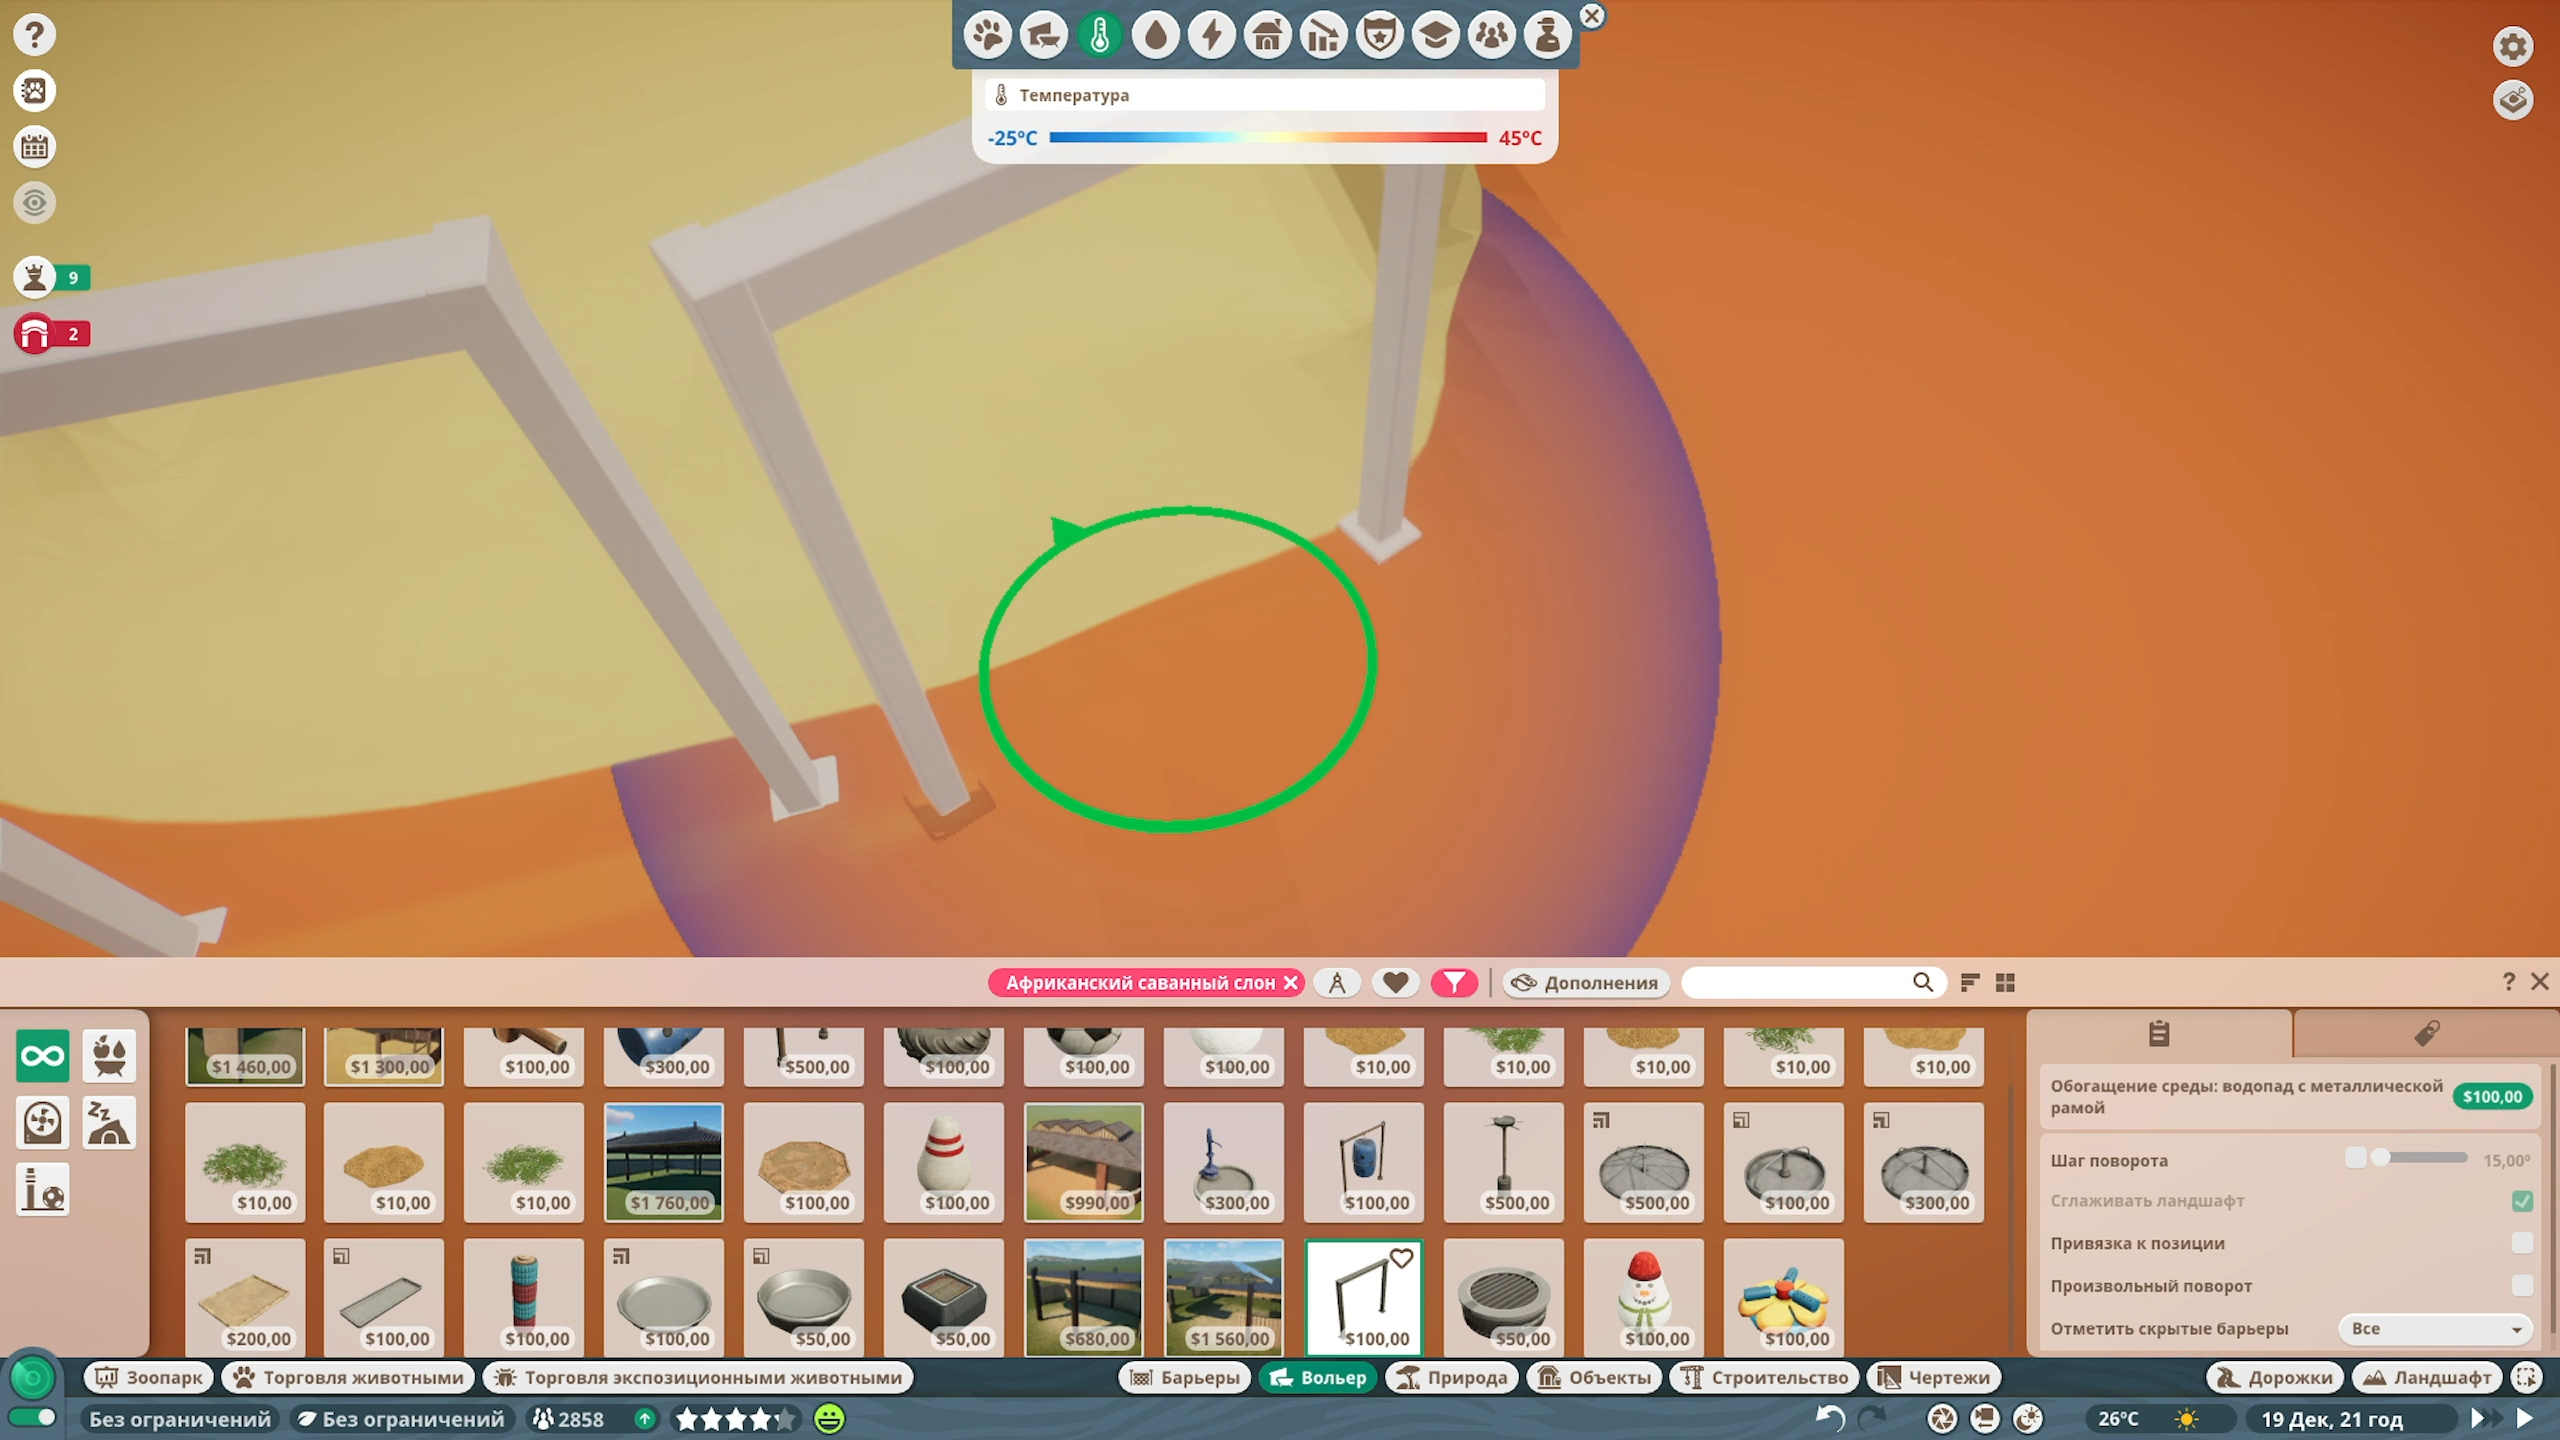 Температура
-25°C
45°C
9
2
Африканский саванный слон
Дополнения
$1 460,00
$1 300,00
$100,00
$300,00
$500,00
$100,00
$100,00
$100,00
$10,00
$10,00
$10,00
$10,00
$10,00
$10,00
$10,00
$10,00
$1 760,00
$100,00
$100,00
$990,00
$300,00
$100,00
$500,00
$500,00
$100,00
$300,00
$200,00
$100,00
$100,00
$100,00
$50,00
$50,00
$680,00
$1 560,00
$100,00
$50,00
$100,00
$100,00
Обогащение среды: водопад с металлической
рамой
$100,00
Шаг поворота
15,00°
Сглаживать ландшафт
Привязка к позиции
Произвольный поворот
Отметить скрытые барьеры
Все
Зоопарк
Торговля животными
Торговля экспозиционными животными
Барьеры
Вольер
Природа
Объекты
Строительство
Чертежи
Дорожки
Ландшафт
Без ограничений
Без ограничений
2858
26°C
19 Дек, 21 год